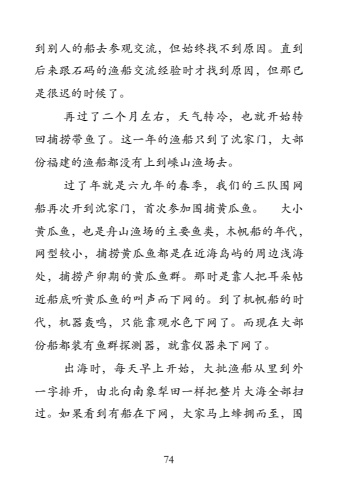 到别人的船去参观交流，但始终找不到原因。直到
后来跟石码的渔船交流经验时才找到原因，但那已
是很迟的时候了。
再过了二个月左右，天气转冷，也就开始转
回捕捞带鱼了。这一年的渔船只到了沈家门，大部
份福建的渔船都没有上到嵊山渔场去。
过了年就是六九年的春季，我们的三队围网
船再次开到沈家门，首次参加围捕黄瓜鱼。 大小
黄瓜鱼，也是舟山渔场的主要鱼类，木帆船的年代，
网型较小，捕捞黄瓜鱼都是在近海岛屿的周边浅海
处，捕捞产卵期的黄瓜鱼群。那时是靠人把耳朵帖
近船底听黄瓜鱼的叫声而下网的。到了机帆船的时
代，机器轰鸣，只能靠观水色下网了。而现在大部
份船都装有鱼群探测器，就靠仪器来下网了。
出海时，每天早上开始，大批渔船从里到外
一字排开，由北向南象犁田一样把整片大海全部扫
过。如果看到有船在下网，大家马上蜂拥而至，围
74